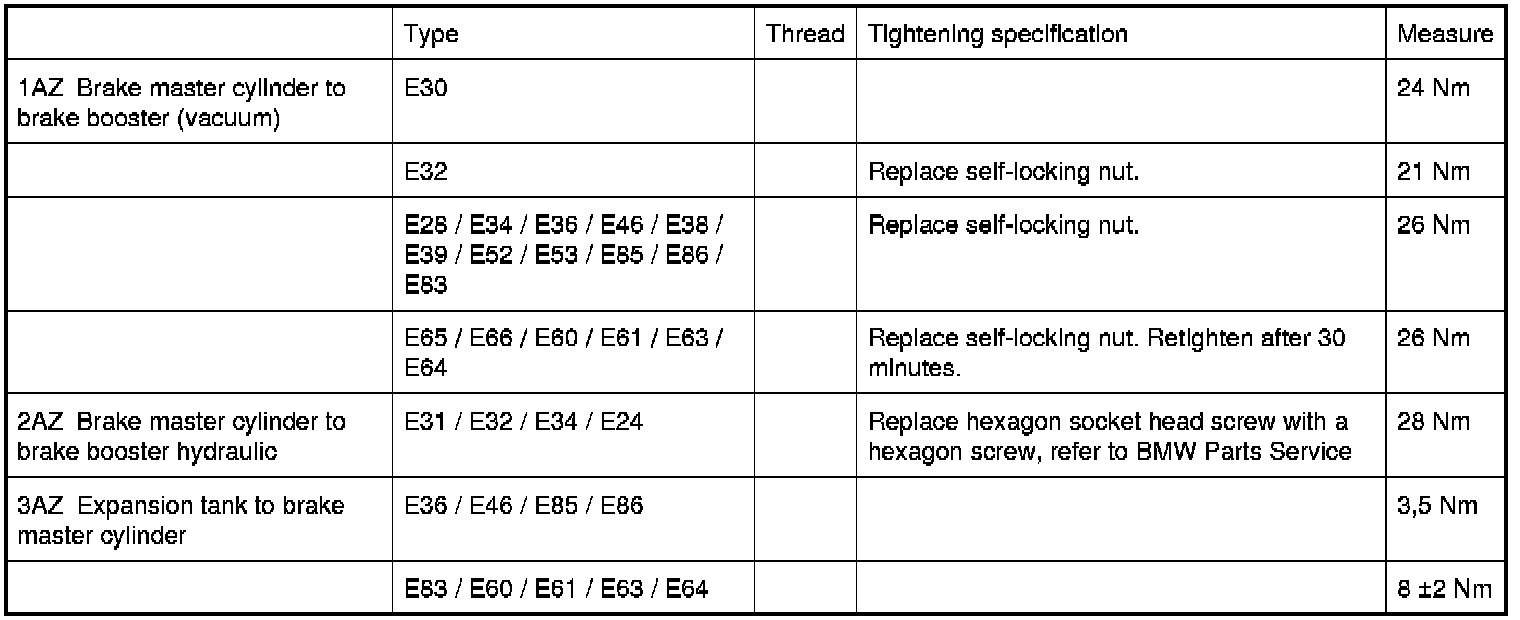 Type Thread Tightening specification Measure
1AZ Brake master cylinder to E30 24 Nm
brake booster (vacuum)
E32 Replace self-locking nut. 21 Nm
E28 / E34 / E36 / E46 / E38 / Replace self-locking nut. 26 Nm
E39 / E52 / E53 / E85 / E86 /
E83
E65 / E66 / E60 / E61 / E63 / Replace self-locking nut. Retighten after 30 26 Nm
E64 minutes.
2AZ Brake master cylinder to E31 / E32 / E34 / E24 Replace hexagon socket head screw with a 28 Nm
brake booster hydraulic hexagon screw, refer to BMW Parts Service
3AZ Expansion tank to brake E36 / E46 / E85 / E86 3,5 Nm
master cylinder
E83 / E60 / E61 / E63 / E64 8 ±2 Nm